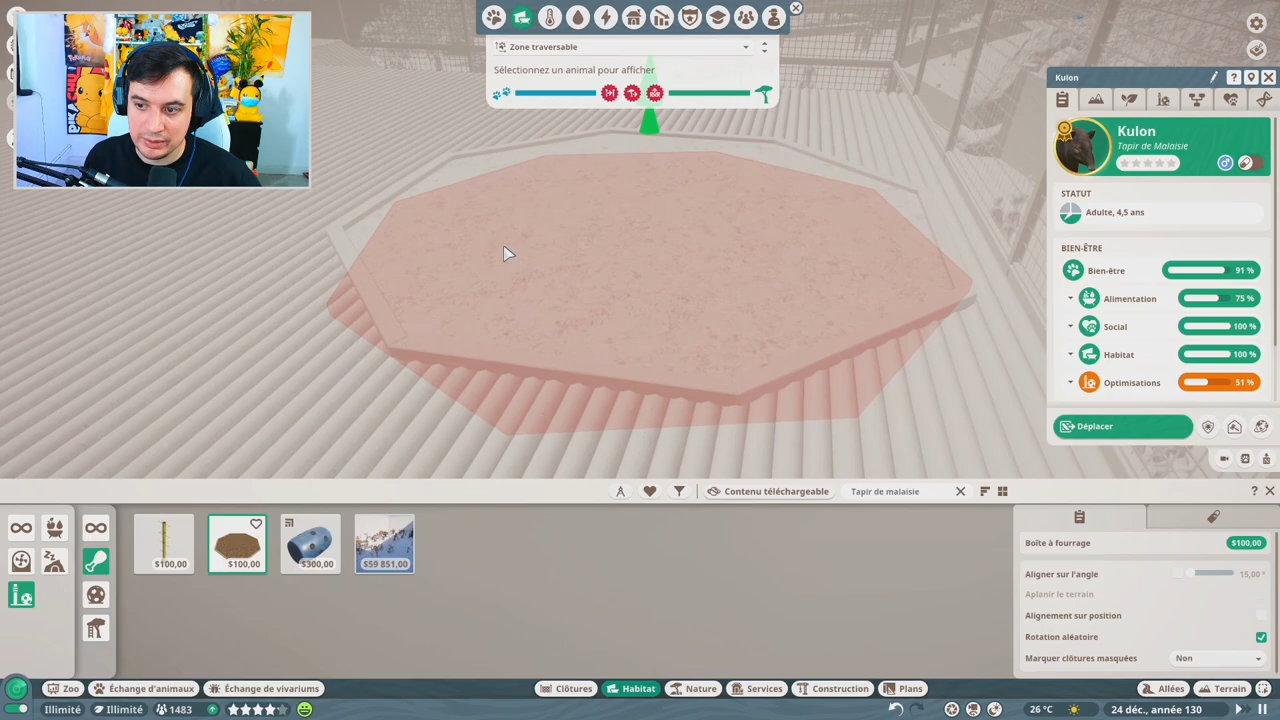 Zone traversable
Sélectionnez un animal pour afficher
Kulon
Kulon
Tapir de Malaisie
STATUT
Adulte, 4,5 ans
BIEN-ÊTRE
Bien-être 91 %
Alimentation 75 %
Social 100 %
Habitat 100 %
Optimisations 51 %
Déplacer
Contenu téléchargeable
Tapir de malaisie
$100,00
$100,00
$300,00
$59 851,00
Boîte à fourrage $100,00
Aligner sur l'angle 15,00 °
Aplanir le terrain
Alignement sur position
Rotation aléatoire
Marquer clôtures masquées Non
Zoo
Échange d'animaux
Échange de vivariums
Clôtures
Habitat
Nature
Services
Construction
Plans
Allées
Terrain
Illimité
Illimité
1483
26 °C
24 déc., année 130